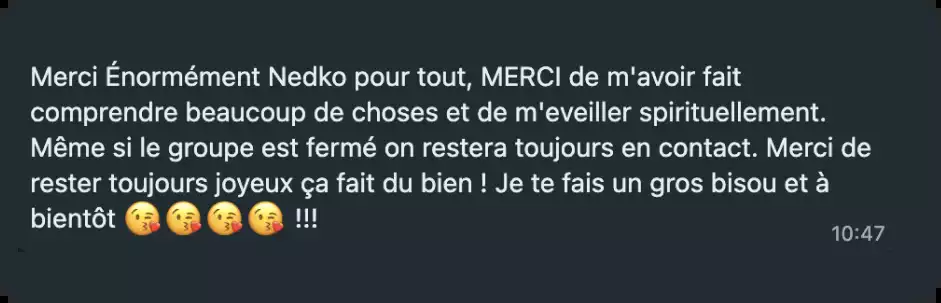 Merci Énormément Nedko pour tout, MERCI de m'avoir fait
comprendre beaucoup de choses et de m'eveiller spirituellement.
Même si le groupe est fermé on restera toujours en contact. Merci de
rester toujours joyeux ça fait du bien ! Je te fais un gros bisou et à
bientôt 😘😘😘😘 !!!
10:47